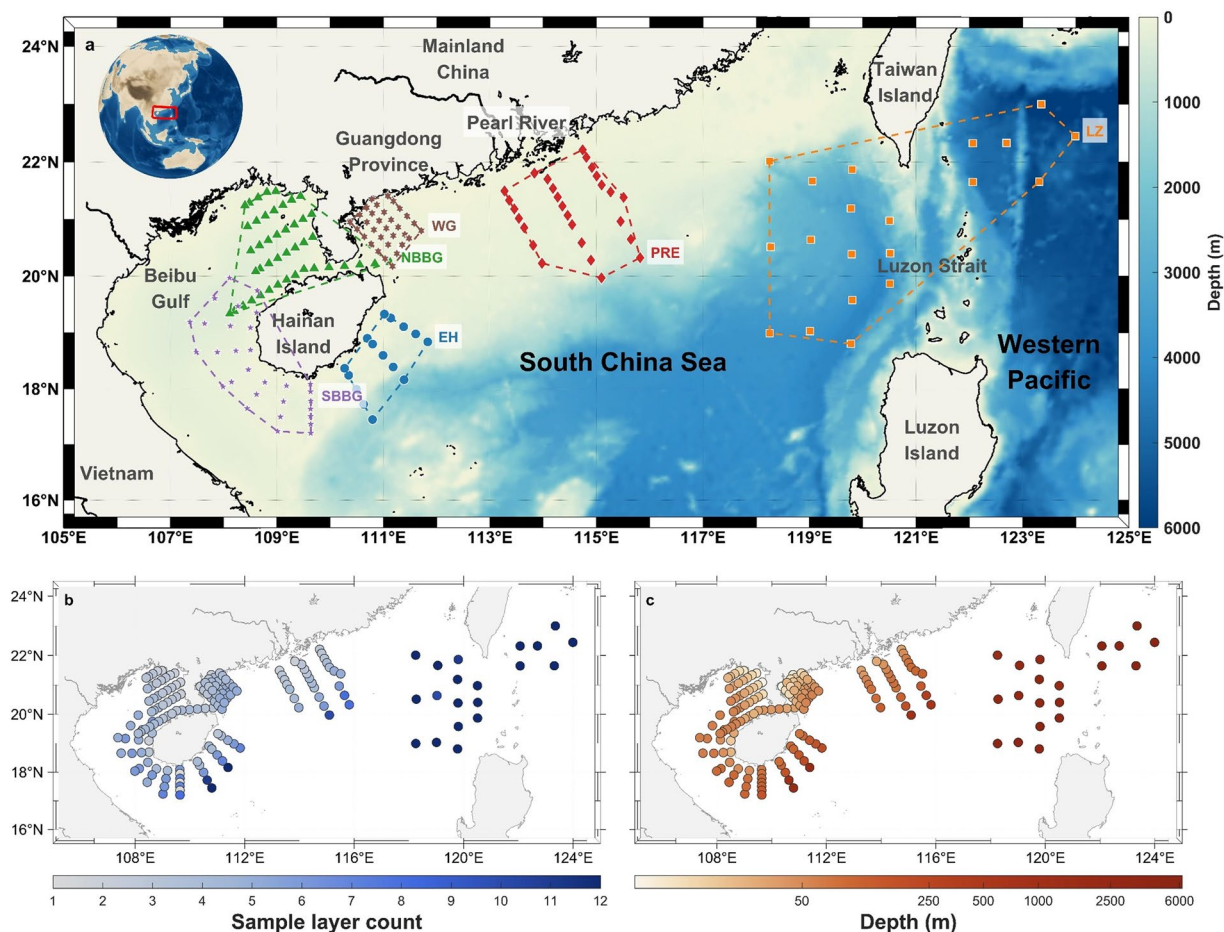 a
24°N
22°N
20°N
18°N
16°N
Mainland
China
Pearl River
Guangdong
Province
Taiwan
Island
LZ
WG
NBBG
PRE
Beibu
Gulf
Luzon Strait
Hainan
Island
EH
SBBG
South China Sea
Western
Pacific
Luzon
Island
Vietnam
105°E
107°E
109°E
111°E
113°E
115°E
117°E
119°E
121°E
123°E
125°E
0
1000
2000
3000
4000
5000
6000
Depth (m)
b
24°N
22°N
20°N
18°N
16°N
108°E
112°E
116°E
120°E
124°E
1 2 3 4 5 6 7 8 9 10 11 12
Sample layer count
c
24°N
22°N
20°N
18°N
16°N
108°E
112°E
116°E
120°E
124°E
50 250 500 1000 2500 6000
Depth (m)